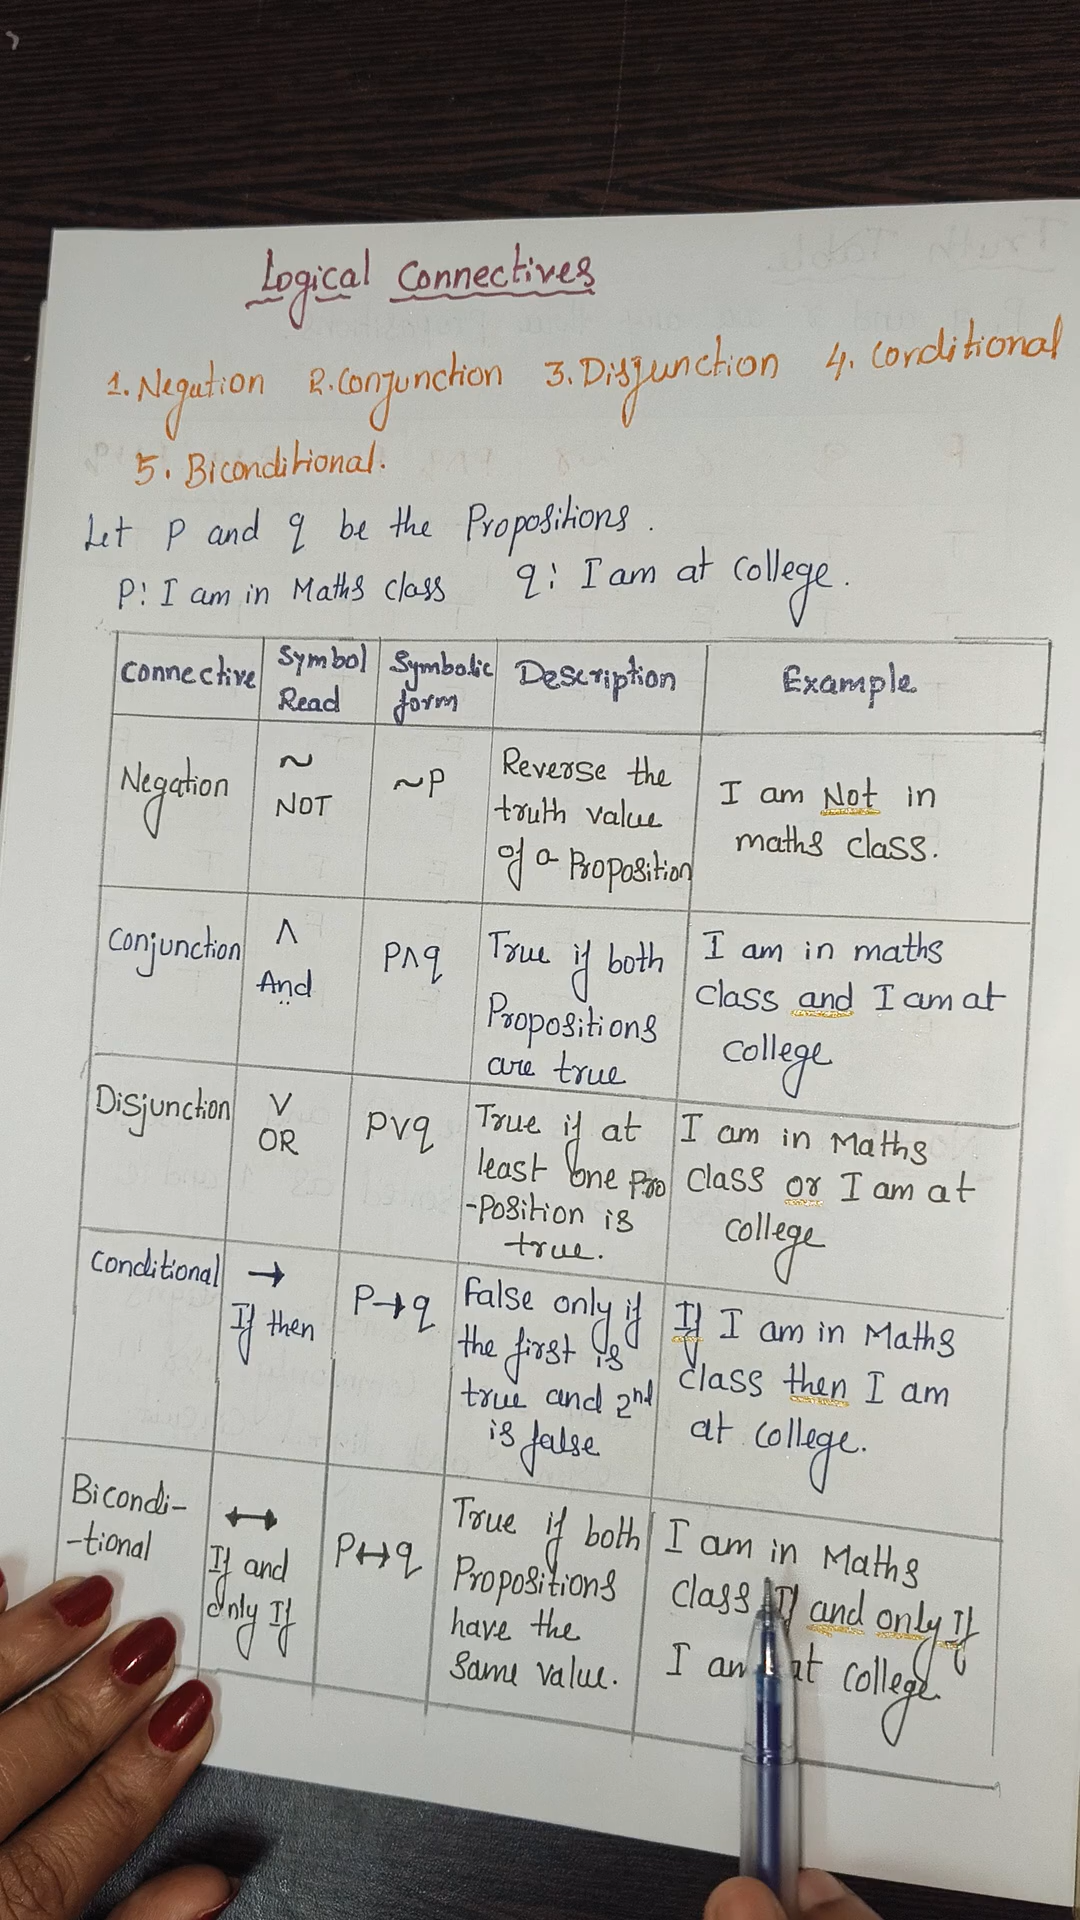 Logical Connectives
1. Negation 2. Conjunction 3. Disjunction 4. Conditional
5. Biconditional.
Let P and q be the Propositions.
P: I am in Maths class q: I am at college.
Connective
Symbol
Read
Symbolic
form
Description
Example
Negation
~
NOT
~P
Reverse the
truth value
of a Proposition
I am Not in
maths class.
Conjunction
∧
And
P∧q
True if both
Propositions
are true
I am in maths
class and I am at
college
Disjunction
∨
OR
P∨q
True if at
least one Pro
-position is
true.
I am in Maths
class or I am at
college
Conditional
→
If then
P→q
False only if
the first is
true and 2nd
is false
If I am in Maths
class then I am
at college.
Bicondi-
-tional
↔
If and
only If
P↔q
True if both
Propositions
have the
same value.
I am in Maths
class If and only If
I am at college.